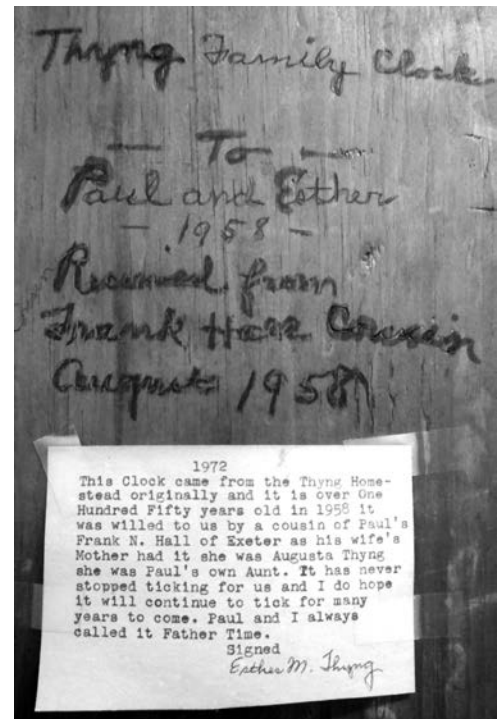 Thyng Family Clock
— To —
Paul and Esther
— 1958 —
Received from
Frank Hall Cousin
August 1958
1972
This Clock came from the Thyng Home-
stead originally and it is over One
Hundred Fifty years old in 1958 it
was willed to us by a cousin of Paul's
Frank N. Hall of Exeter as his wife's
Mother had it she was Augusta Thyng
she was Paul's own Aunt. It has never
stopped ticking for us and I do hope
it will continue to tick for many
years to come. Paul and I always
called it Father Time.
Signed
Esther M. Thyng